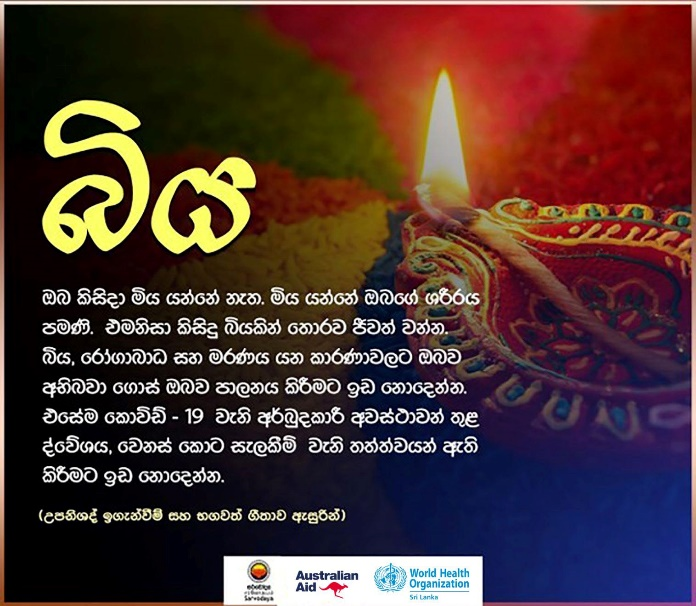 බිය
ඔබ කිසිදා මිය යන්නේ නැත. මිය යන්නේ ඔබගේ ශරීරය
පමණි.  එමනිසා කිසිදු බියකින් තොරව ජීවත් වන්න.
බිය, රෝගාබාධ සහ මරණය යන කාරණාවලට ඔබව
අභිබවා ගොස් ඔබව පාලනය කිරීමට ඉඩ නොදෙන්න.
එසේම කොවිඩ් - 19  වැනි අර්බුදකාරී අවස්ථාවන් තුළ
ද්වේශය, වෙනස් කොට සැලකීම්  වැනි තත්ත්වයන් ඇති
කිරීමට ඉඩ නොදෙන්න.
(උපනිශද් ඉගැන්වීම් සහ භගවත් ගීතාව ඇසුරින්)
සර්වෝදය
Sarvodaya
Australian
Aid
World Health
Organization
Sri Lanka